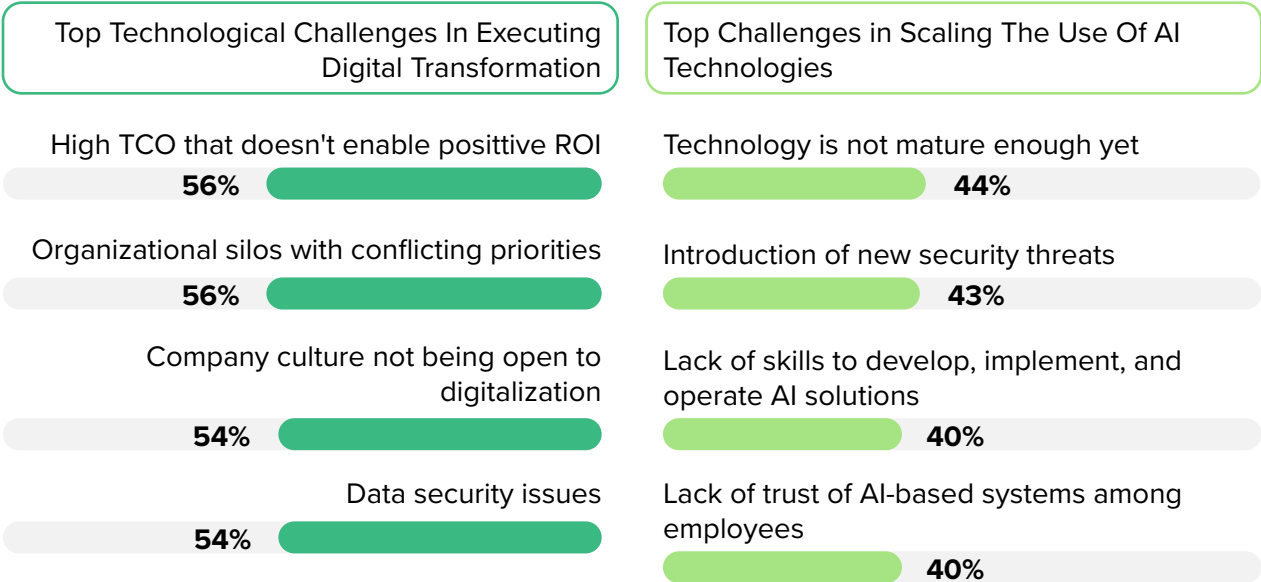 Top Technological Challenges In Executing
Digital Transformation
High TCO that doesn't enable posittive ROI
56%
Organizational silos with conflicting priorities
56%
Company culture not being open to
digitalization
54%
Data security issues
54%
Top Challenges in Scaling The Use Of AI
Technologies
Technology is not mature enough yet
44%
Introduction of new security threats
43%
Lack of skills to develop, implement, and
operate AI solutions
40%
Lack of trust of AI-based systems among
employees
40%